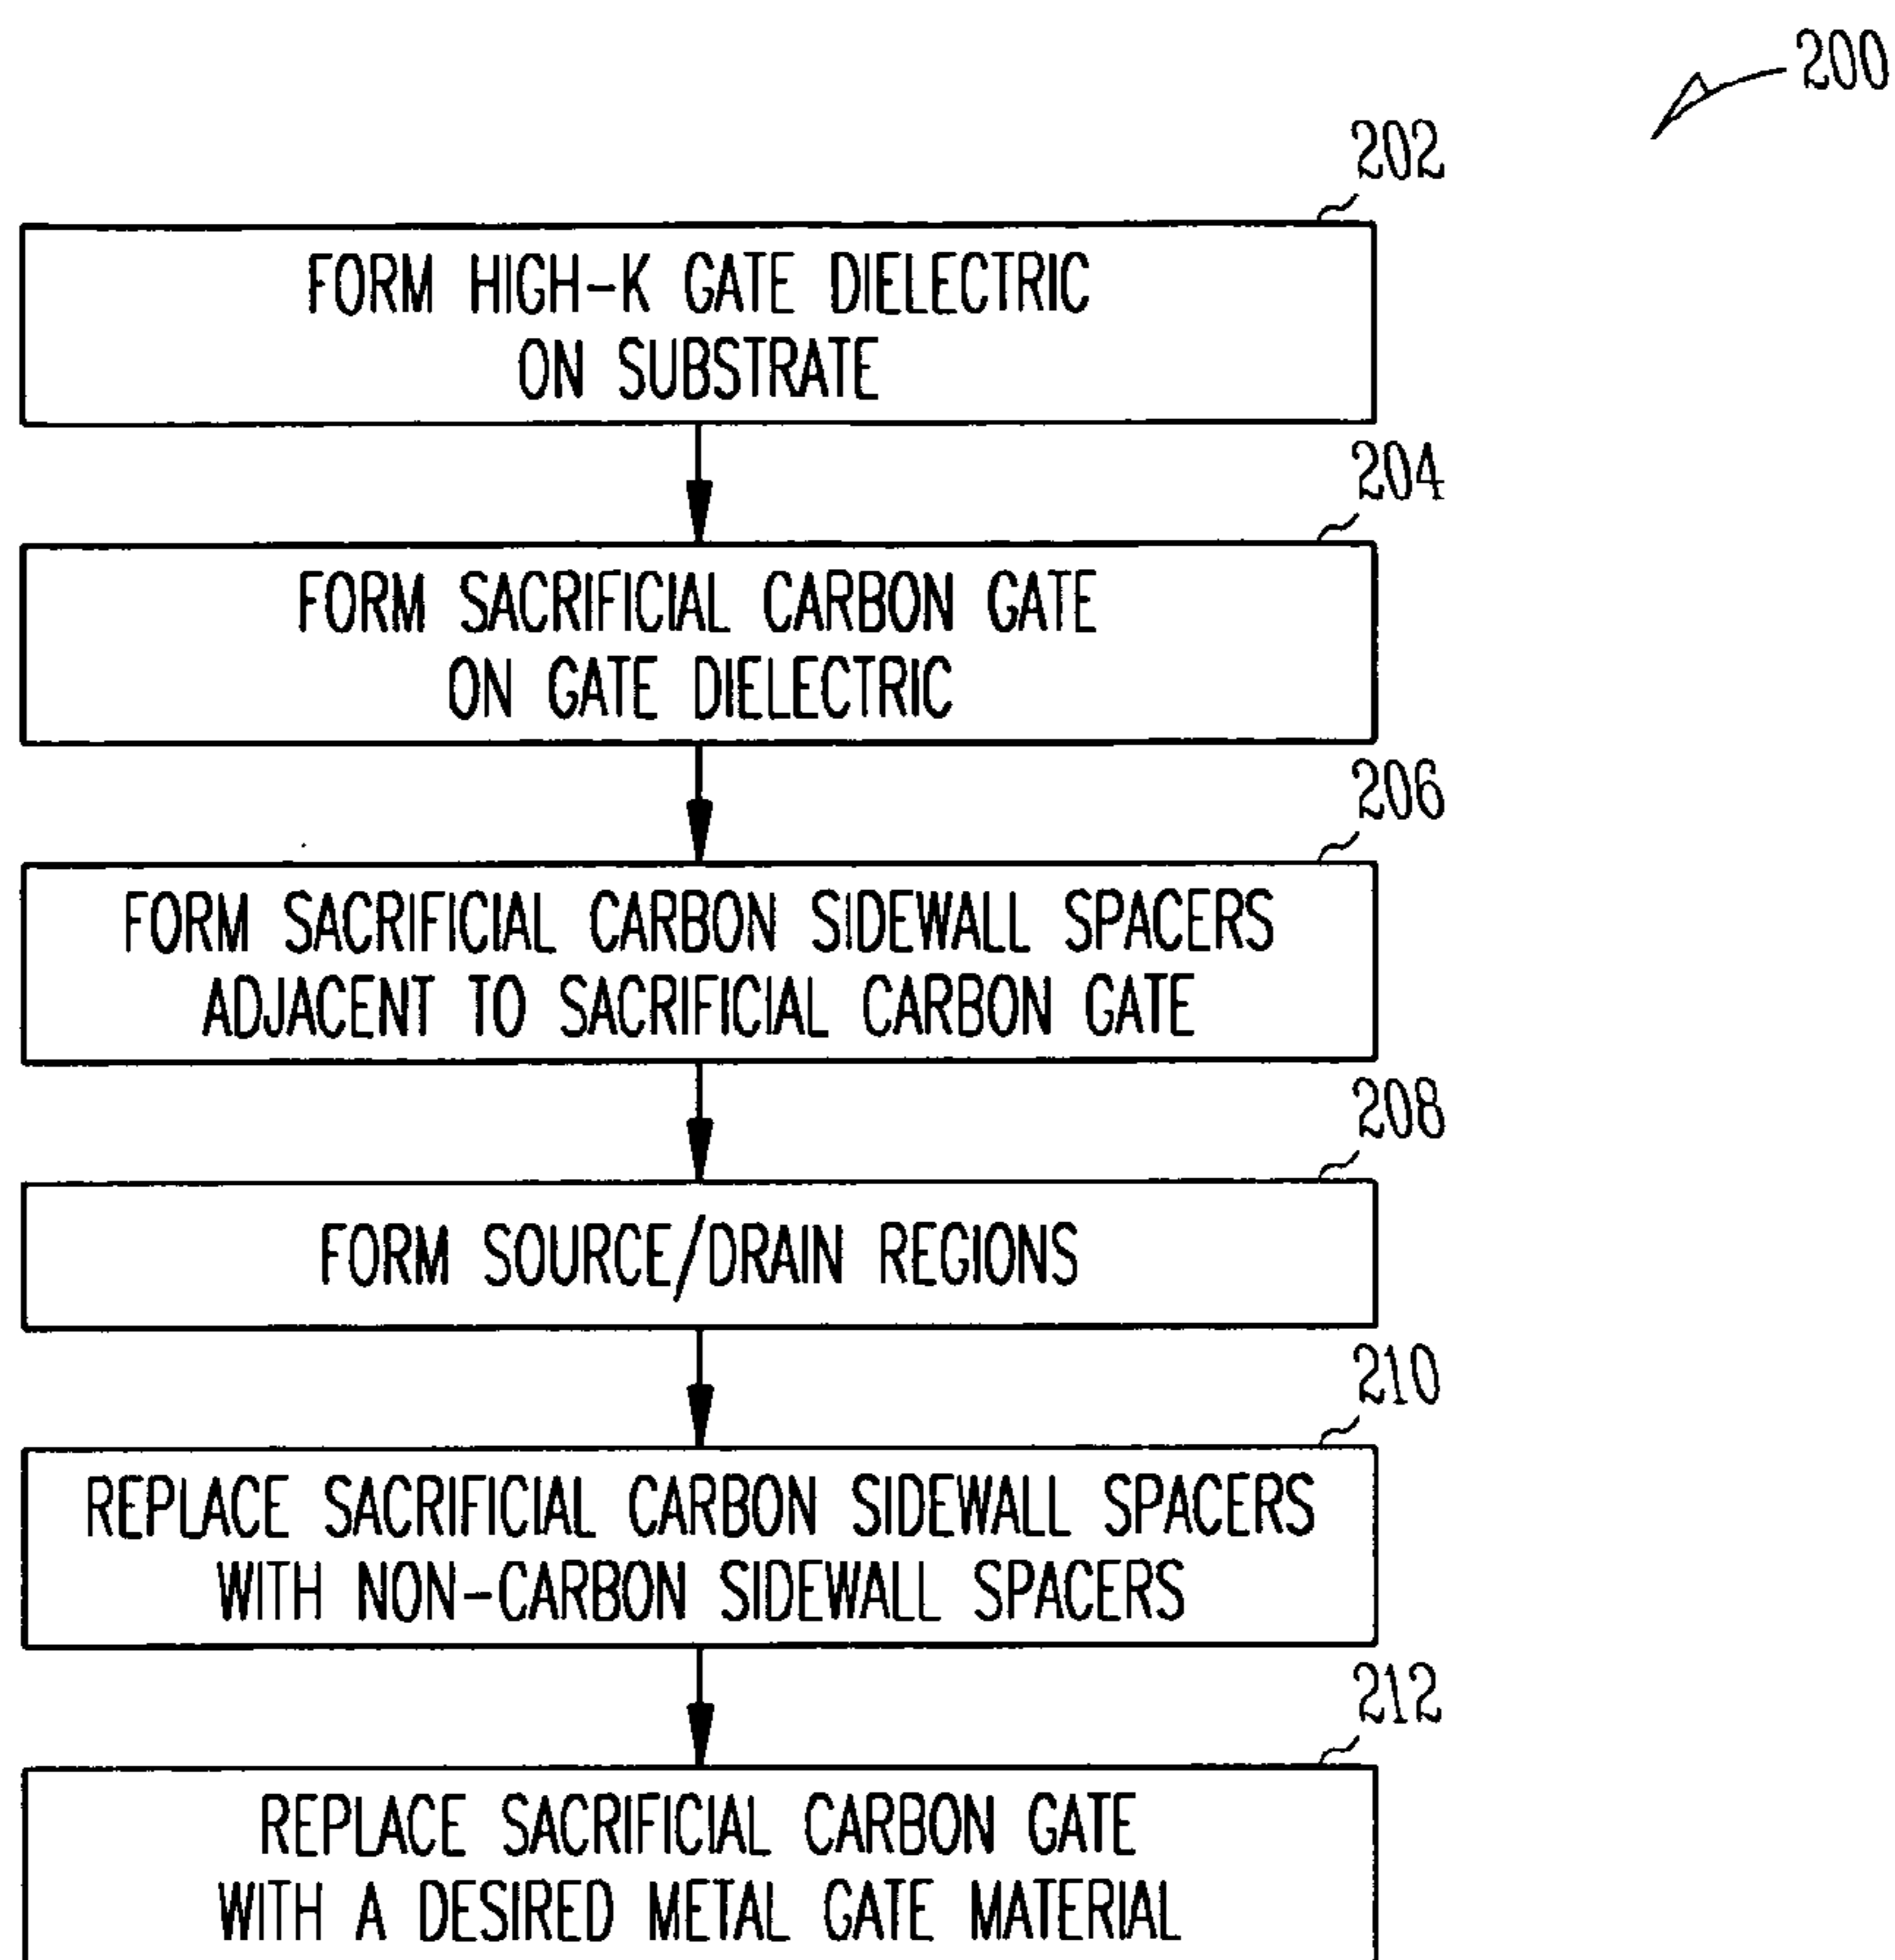 200
202
FORM HIGH-K GATE DIELECTRIC
ON SUBSTRATE
204
FORM SACRIFICIAL CARBON GATE
ON GATE DIELECTRIC
206
FORM SACRIFICIAL CARBON SIDEWALL SPACERS
ADJACENT TO SACRIFICIAL CARBON GATE
208
FORM SOURCE/DRAIN REGIONS
210
REPLACE SACRIFICIAL CARBON SIDEWALL SPACERS
WITH NON-CARBON SIDEWALL SPACERS
212
REPLACE SACRIFICIAL CARBON GATE
WITH A DESIRED METAL GATE MATERIAL